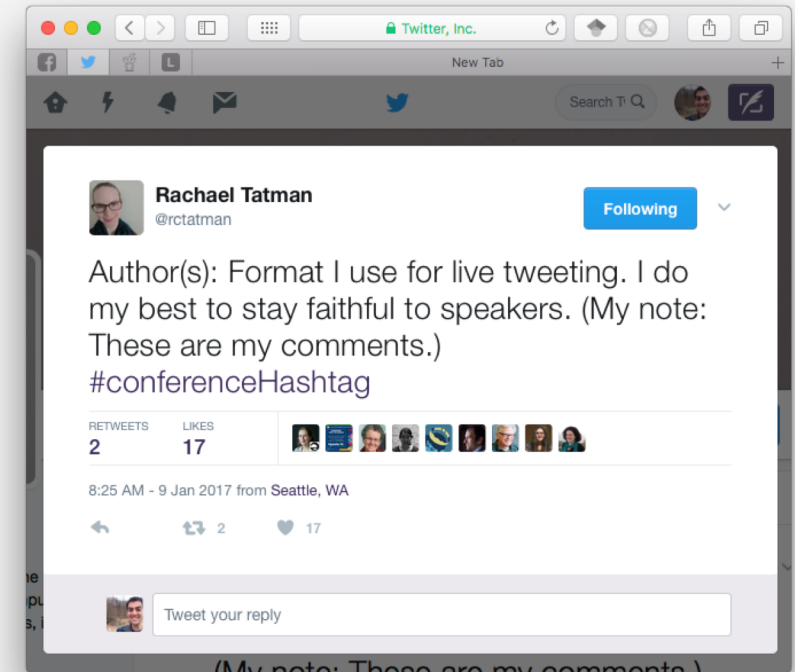 Twitter, Inc.
L
New Tab
Search T
Rachael Tatman
@rctatman
Following
Author(s): Format I use for live tweeting. I do
my best to stay faithful to speakers. (My note:
These are my comments.)
#conferenceHashtag
RETWEETS LIKES
2 17
8:25 AM - 9 Jan 2017 from Seattle, WA
2 17
Tweet your reply
(My note: These are my comments.)